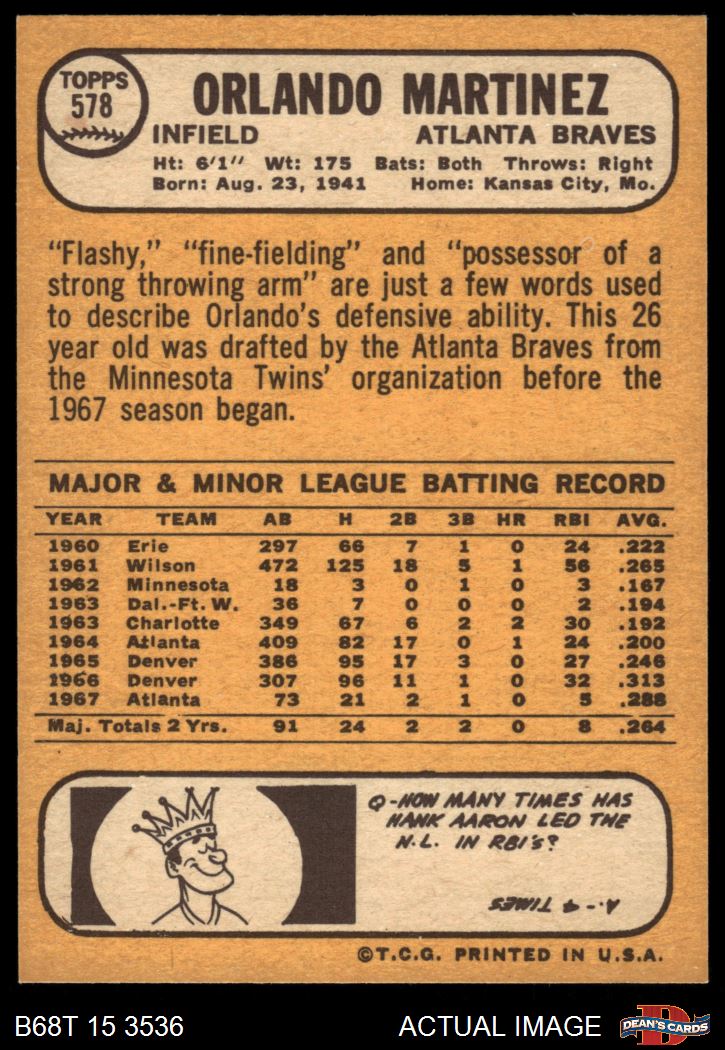 TOPPS
578
ORLANDO MARTINEZ
INFIELD ATLANTA BRAVES
Ht: 6'1" Wt: 175 Bats: Both Throws: Right
Born: Aug. 23, 1941 Home: Kansas City, Mo.
"Flashy," "fine-fielding" and "possessor of a
strong throwing arm" are just a few words used
to describe Orlando's defensive ability. This 26
year old was drafted by the Atlanta Braves from
the Minnesota Twins' organization before the
1967 season began.
MAJOR & MINOR LEAGUE BATTING RECORD
YEAR TEAM AB H 2B 3B HR RBI AVG.
1960 Erie 297 66 7 1 0 24 .222
1961 Wilson 472 125 18 5 1 56 .265
1962 Minnesota 18 3 0 1 0 3 .167
1963 Dal.-Ft. W. 36 7 0 0 0 2 .194
1963 Charlotte 349 67 6 2 2 30 .192
1964 Atlanta 409 82 17 0 1 24 .200
1965 Denver 386 95 17 3 0 27 .246
1966 Denver 307 96 11 1 0 32 .313
1967 Atlanta 73 21 2 1 0 5 .288
Maj. Totals 2 Yrs. 91 24 2 2 0 8 .264
Q-HOW MANY TIMES HAS
HANK AARON LED THE
N.L. IN RBI's?
A.-4 TIMES
©T.C.G. PRINTED IN U.S.A.
B68T 15 3536 ACTUAL IMAGE
D
DEAN'S CARDS